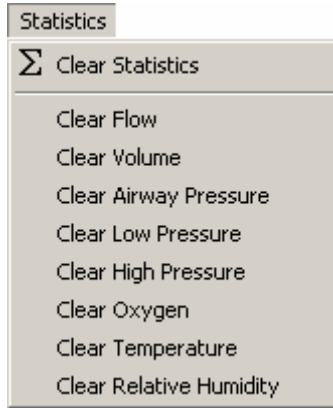 Statistics
Σ Clear Statistics
Clear Flow
Clear Volume
Clear Airway Pressure
Clear Low Pressure
Clear High Pressure
Clear Oxygen
Clear Temperature
Clear Relative Humidity